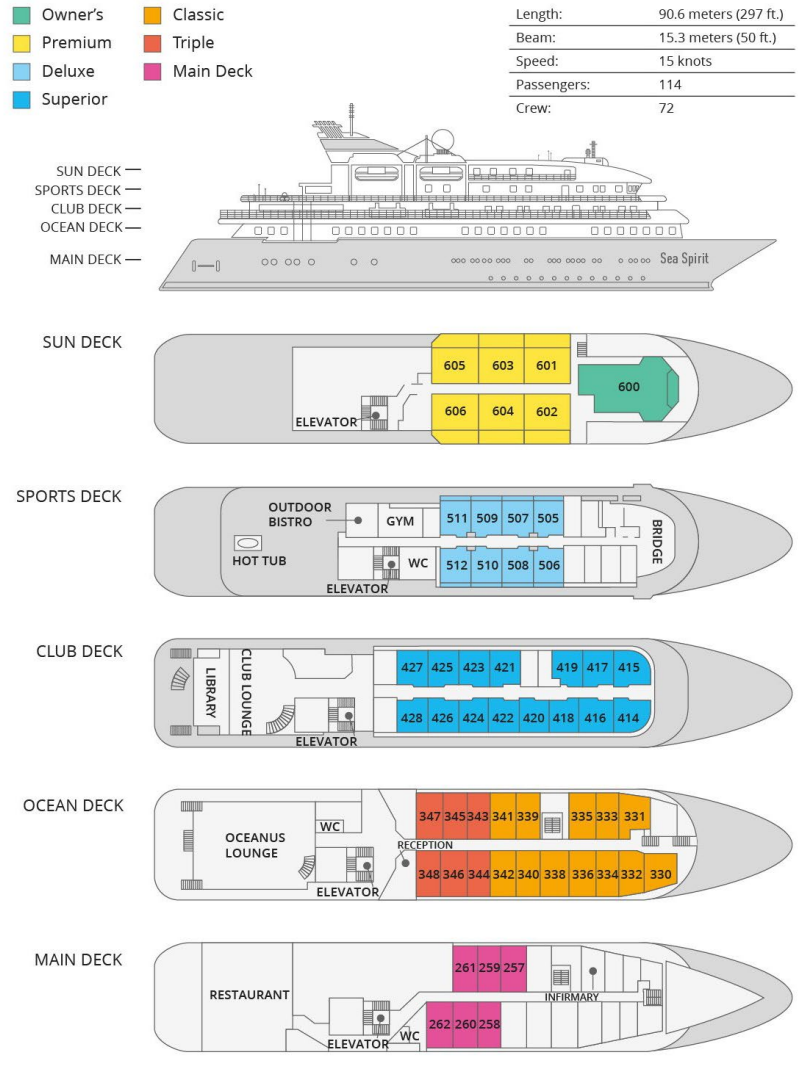 Owner's
Classic
Premium
Triple
Deluxe
Main Deck
Superior
Length: 90.6 meters (297 ft.)
Beam: 15.3 meters (50 ft.)
Speed: 15 knots
Passengers: 114
Crew: 72
SUN DECK
SPORTS DECK
CLUB DECK
OCEAN DECK
MAIN DECK
Sea Spirit
SUN DECK
605 603 601
600
606 604 602
ELEVATOR
SPORTS DECK
OUTDOOR
BISTRO
GYM
511 509 507 505
BRIDGE
HOT TUB
WC
512 510 508 506
ELEVATOR
CLUB DECK
LIBRARY
CLUB LOUNGE
427 425 423 421 419 417 415
428 426 424 422 420 418 416 414
ELEVATOR
OCEAN DECK
347 345 343 341 339 335 333 331
WC
OCEANUS
LOUNGE
RECEPTION
348 346 344 342 340 338 336 334 332 330
ELEVATOR
MAIN DECK
261 259 257
RESTAURANT
INFIRMARY
262 260 258
WC
ELEVATOR